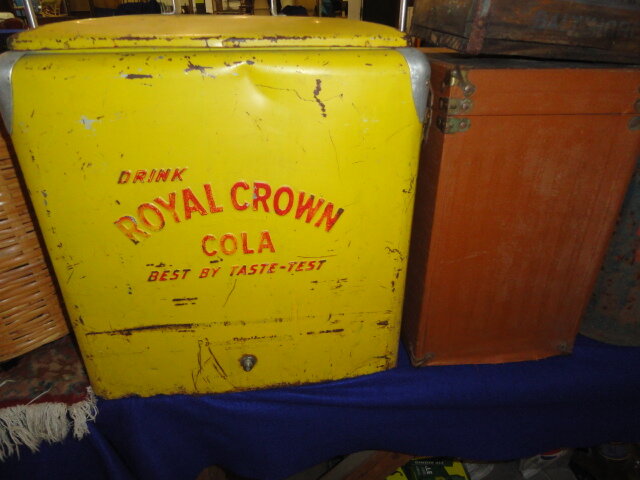 DRINK
ROYAL CROWN
COLA
BEST BY TASTE-TEST